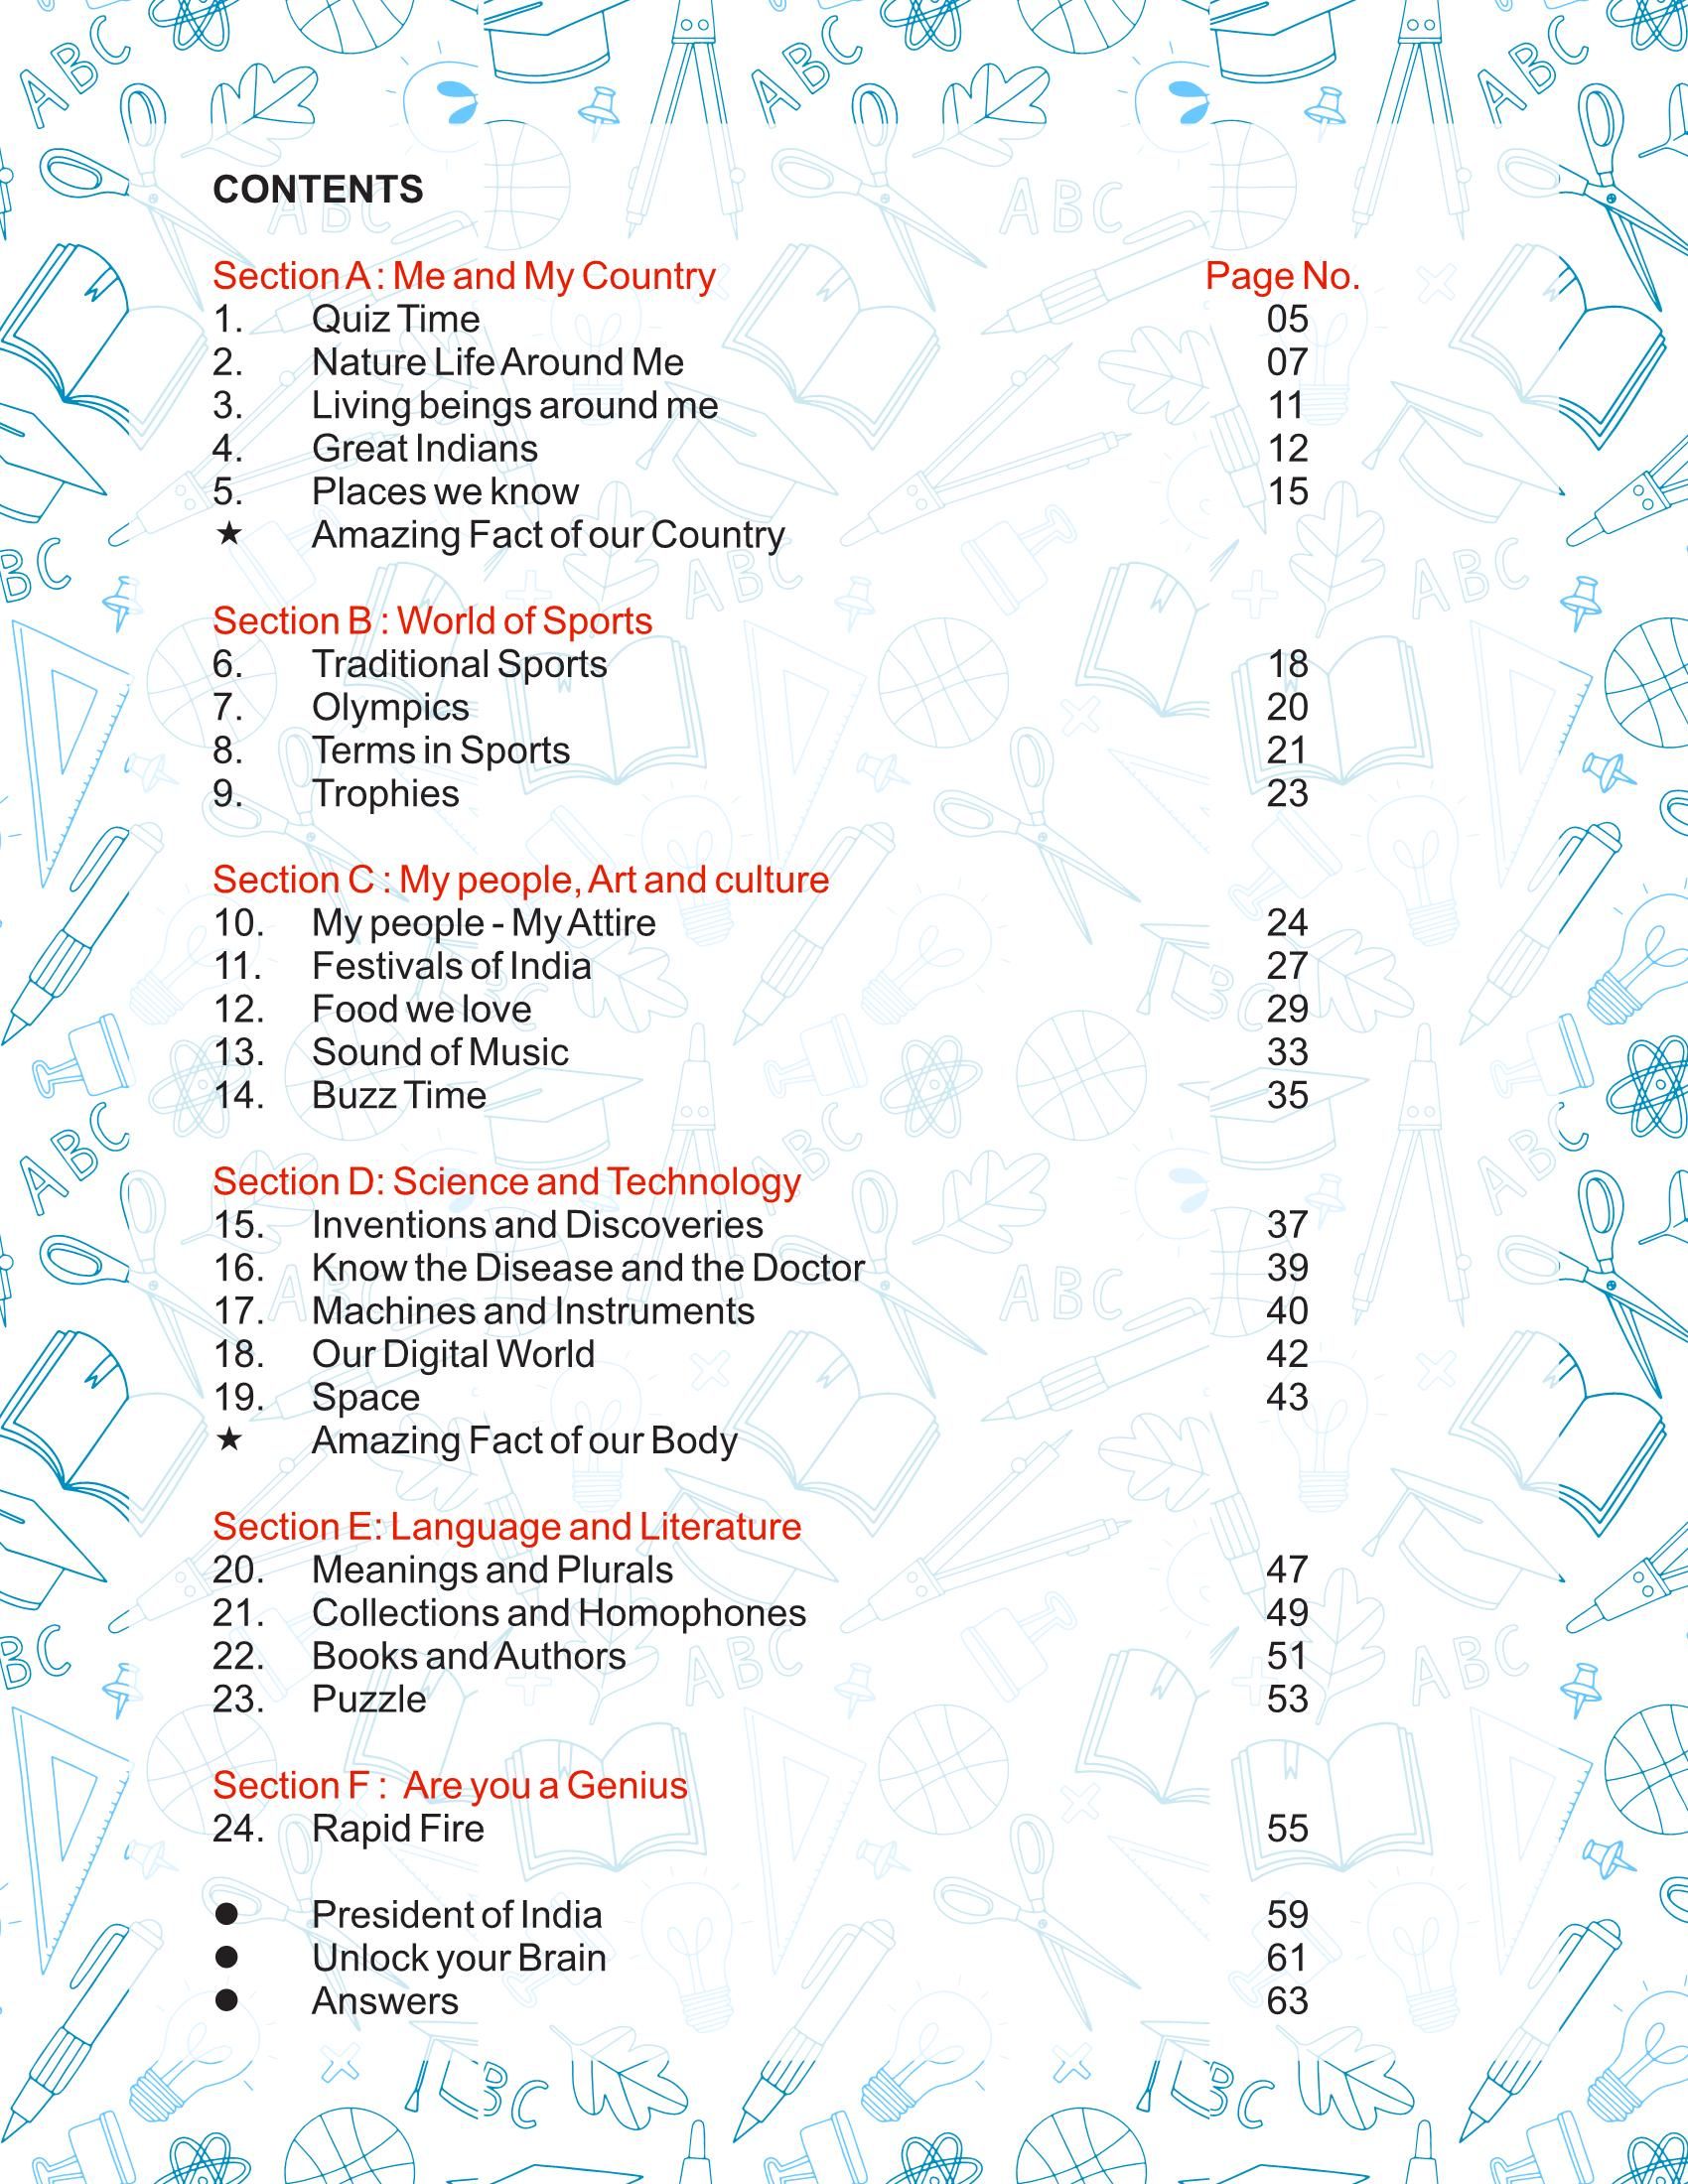 CONTENTS
Section A : Me and My Country Page No.
1. Quiz Time 05
2. Nature Life Around Me 07
3. Living beings around me 11
4. Great Indians 12
5. Places we know 15
★ Amazing Fact of our Country
Section B : World of Sports
6. Traditional Sports 18
7. Olympics 20
8. Terms in Sports 21
9. Trophies 23
Section C : My people, Art and culture
10. My people - My Attire 24
11. Festivals of India 27
12. Food we love 29
13. Sound of Music 33
14. Buzz Time 35
Section D: Science and Technology
15. Inventions and Discoveries 37
16. Know the Disease and the Doctor 39
17. Machines and Instruments 40
18. Our Digital World 42
19. Space 43
★ Amazing Fact of our Body
Section E: Language and Literature
20. Meanings and Plurals 47
21. Collections and Homophones 49
22. Books and Authors 51
23. Puzzle 53
Section F : Are you a Genius
24. Rapid Fire 55
● President of India 59
● Unlock your Brain 61
● Answers 63